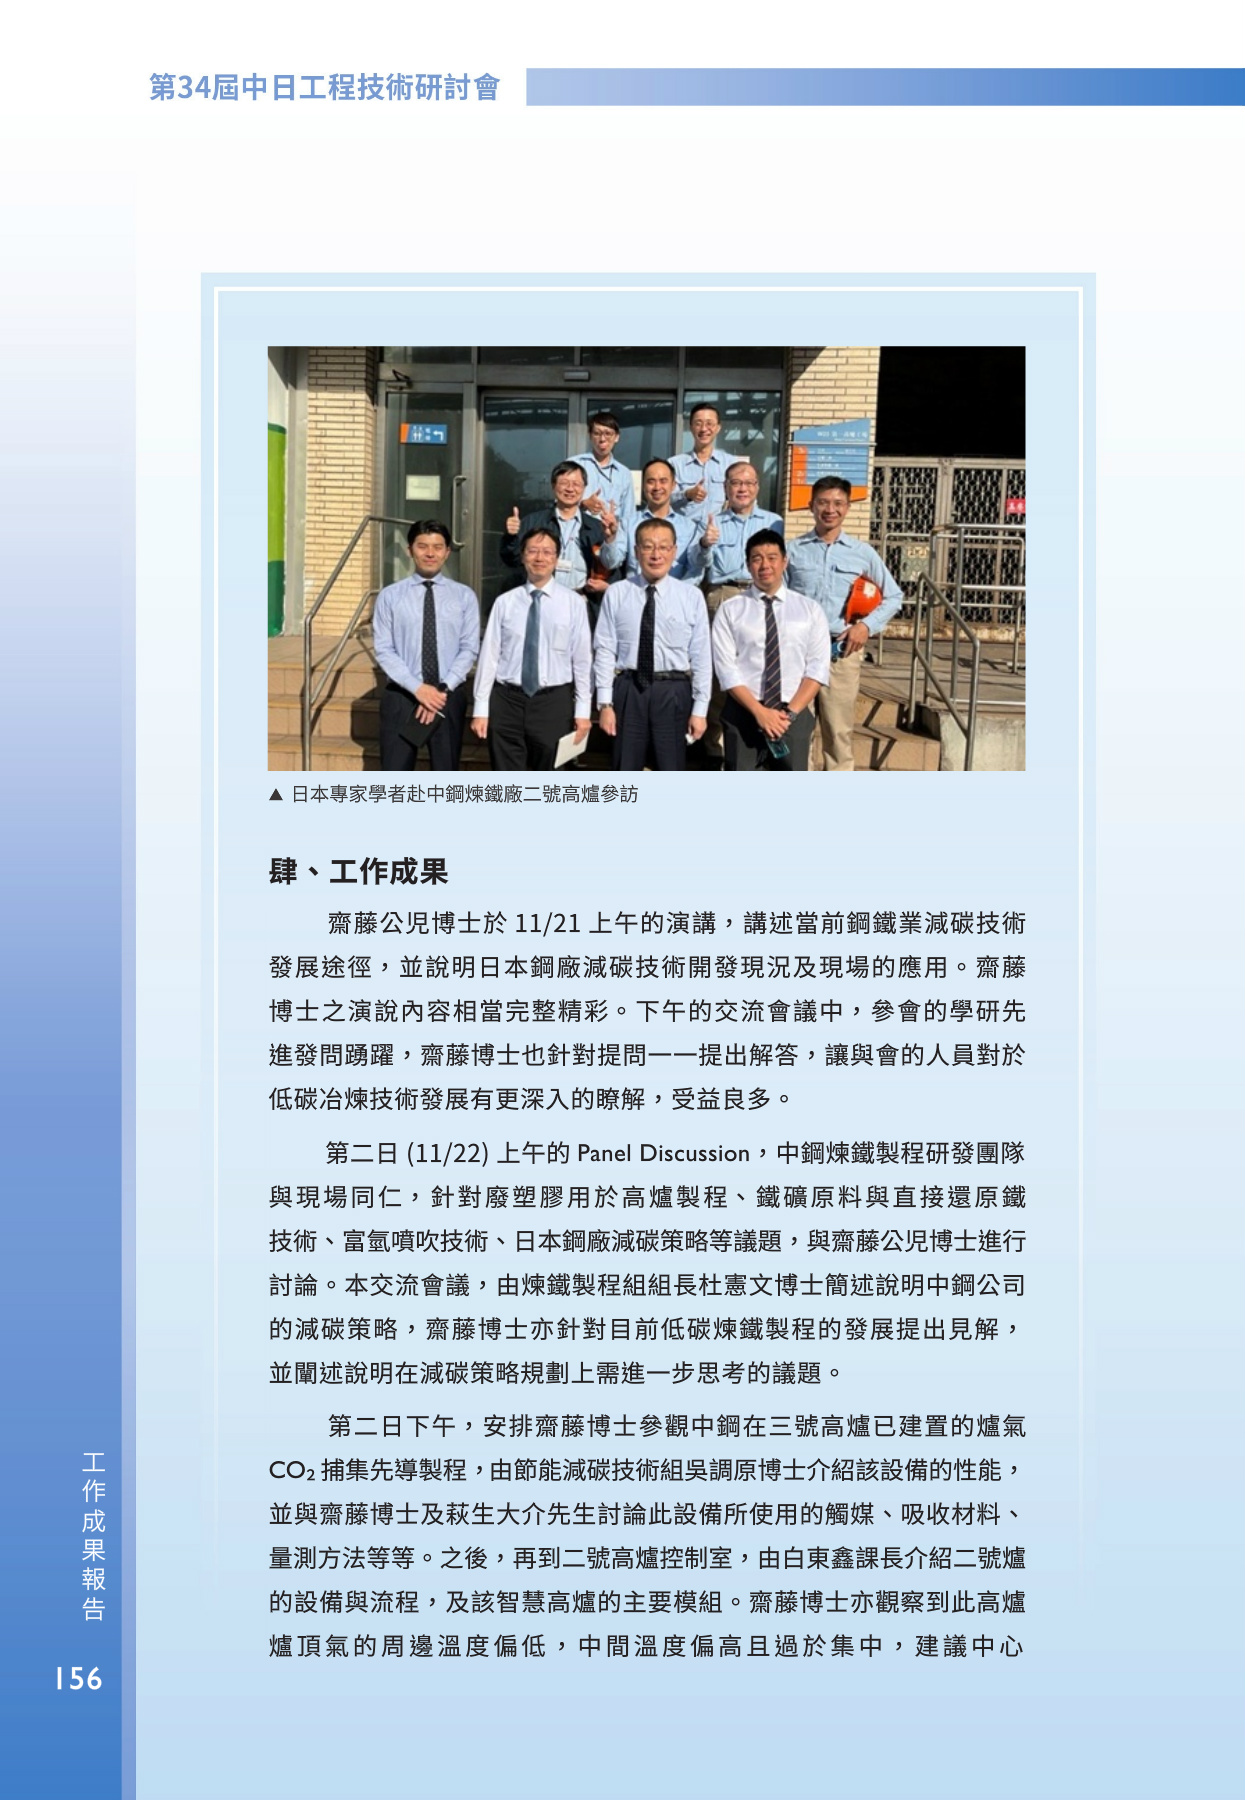 第34屆中日工程技術研討會
▲ 日本專家學者赴中鋼煉鐵廠二號高爐參訪
肆、工作成果
齋藤公児博士於 11/21 上午的演講，講述當前鋼鐵業減碳技術
發展途徑，並說明日本鋼廠減碳技術開發現況及現場的應用。齋藤
博士之演說內容相當完整精彩。下午的交流會議中，參會的學研先
進發問踴躍，齋藤博士也針對提問一一提出解答，讓與會的人員對於
低碳冶煉技術發展有更深入的瞭解，受益良多。
第二日 (11/22) 上午的 Panel Discussion，中鋼煉鐵製程研發團隊
與現場同仁，針對廢塑膠用於高爐製程、鐵礦原料與直接還原鐵
技術、富氫噴吹技術、日本鋼廠減碳策略等議題，與齋藤公児博士進行
討論。本交流會議，由煉鐵製程組組長杜憲文博士簡述說明中鋼公司
的減碳策略，齋藤博士亦針對目前低碳煉鐵製程的發展提出見解，
並闡述說明在減碳策略規劃上需進一步思考的議題。
第二日下午，安排齋藤博士參觀中鋼在三號高爐已建置的爐氣
CO₂ 捕集先導製程，由節能減碳技術組吳調原博士介紹該設備的性能，
並與齋藤博士及萩生大介先生討論此設備所使用的觸媒、吸收材料、
量測方法等等。之後，再到二號高爐控制室，由白東鑫課長介紹二號爐
的設備與流程，及該智慧高爐的主要模組。齋藤博士亦觀察到此高爐
爐頂氣的周邊溫度偏低，中間溫度偏高且過於集中，建議中心
工作成果報告
156